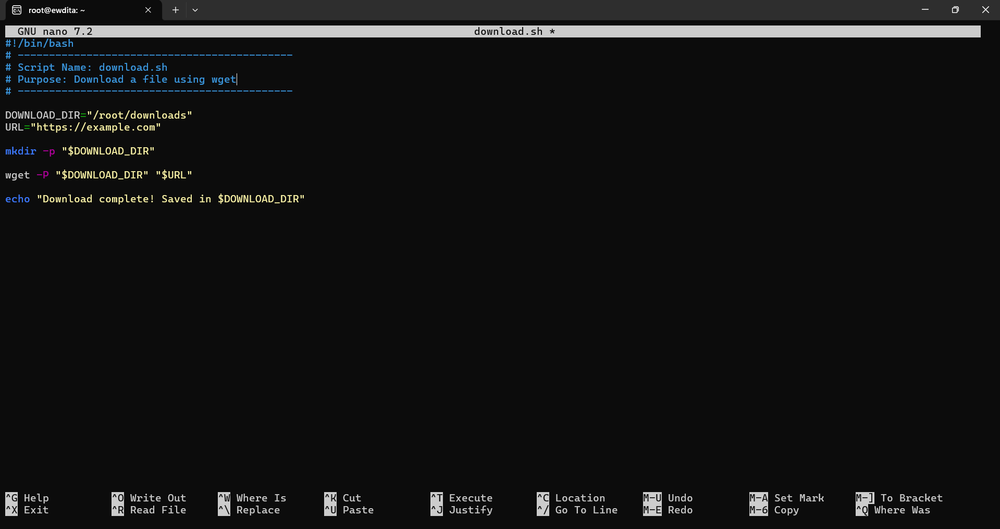 root@ewdita: ~
GNU nano 7.2 download.sh *
#!/bin/bash
# --------------------------------------------
# Script Name: download.sh
# Purpose: Download a file using wget
# --------------------------------------------
DOWNLOAD_DIR="/root/downloads"
URL="https://example.com"
mkdir -p "$DOWNLOAD_DIR"
wget -P "$DOWNLOAD_DIR" "$URL"
echo "Download complete! Saved in $DOWNLOAD_DIR"
^G Help ^O Write Out ^W Where Is ^K Cut ^T Execute ^C Location M-U Undo M-A Set Mark M-] To Bracket
^X Exit ^R Read File ^\ Replace ^U Paste ^J Justify ^/ Go To Line M-E Redo M-6 Copy ^Q Where Was